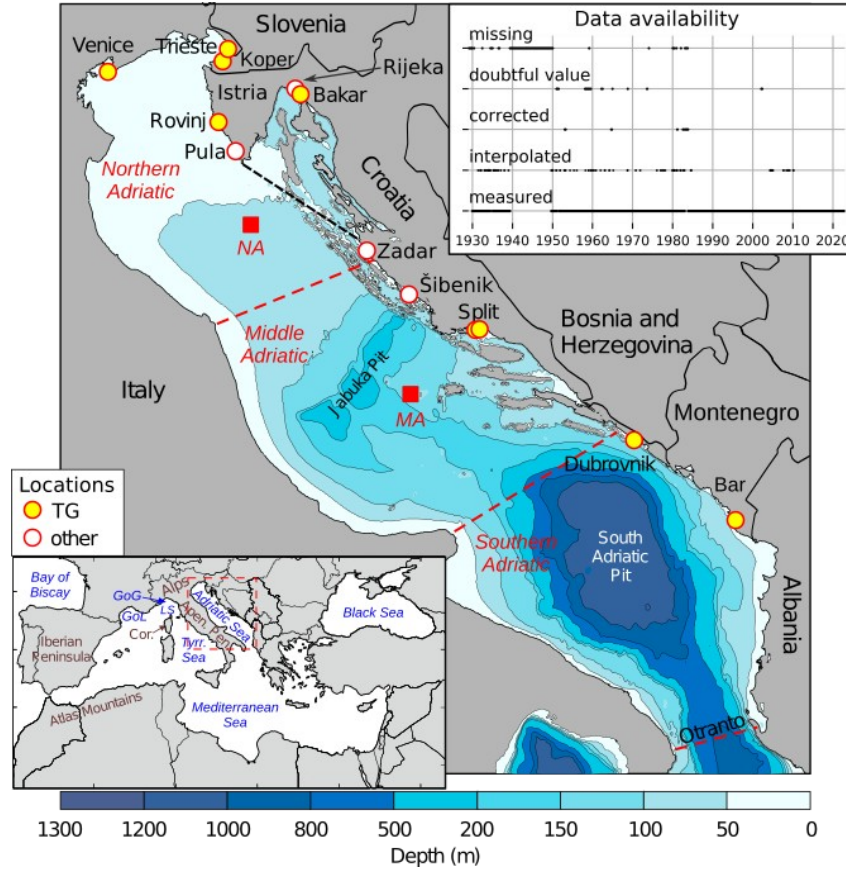 Slovenia
Venice
Trieste
Koper
Rijeka
Istria
Bakar
Rovinj
Pula
Northern
Adriatic
Croatia
NA
Zadar
Šibenik
Split
Middle
Adriatic
Jabuka Pit
MA
Italy
Bosnia and
Herzegovina
Montenegro
Dubrovnik
Bar
Southern
Adriatic
South
Adriatic
Pit
Albania
Otranto
Data availability
missing
doubtful value
corrected
interpolated
measured
1930 1940 1950 1960 1970 1980 1990 2000 2010 2020
Locations
TG
other
Bay of
Biscay
Alps
GoG
LS
GoL
Cor.
Adriatic Sea
Apen. Pen.
Black Sea
Iberian
Peninsula
Tyrr.
Sea
Atlas Mountains
Mediterranean
Sea
1300 1200 1000 800 500 200 150 100 50 0
Depth (m)